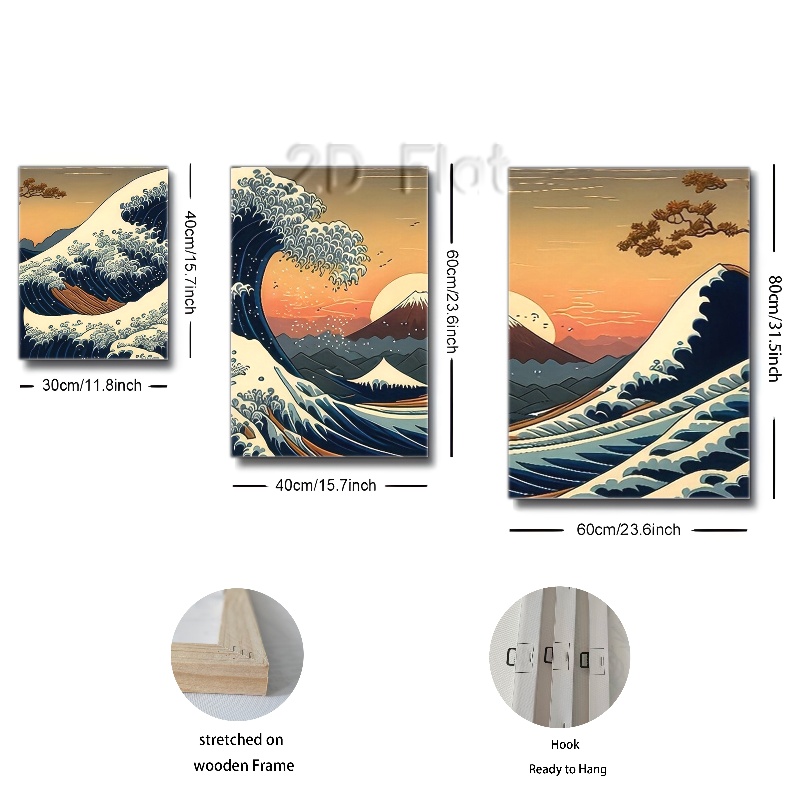 2D Flat
40cm/15.7inch
30cm/11.8inch
60cm/23.6inch
40cm/15.7inch
80cm/31.5inch
60cm/23.6inch
stretched on
wooden Frame
Hook
Ready to Hang